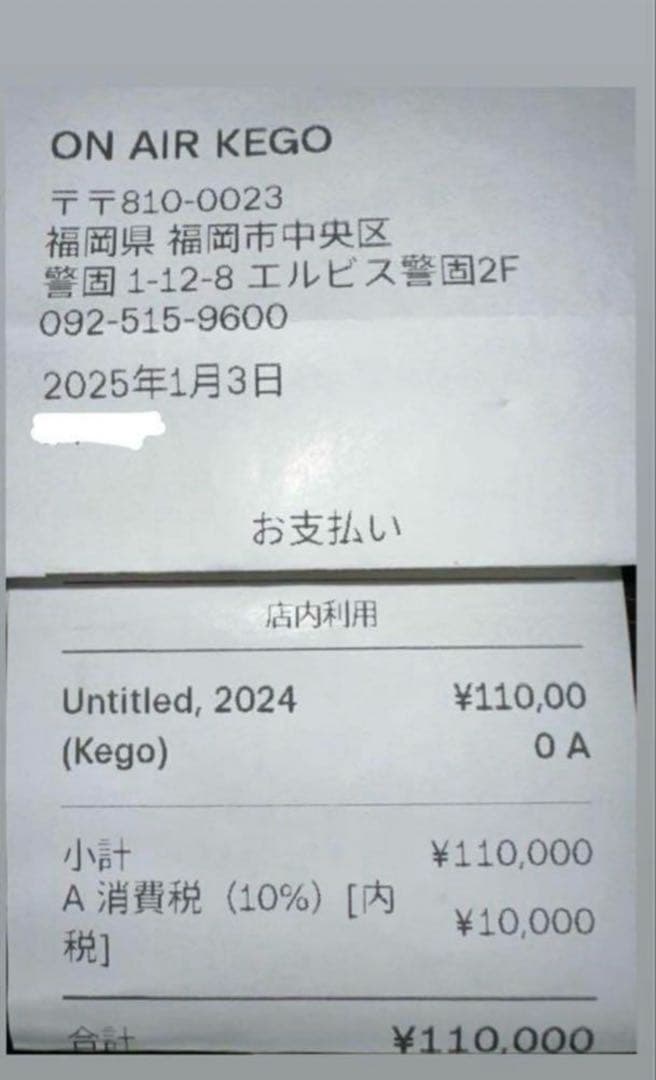 ON AIR KEGO
〒〒810-0023
福岡県 福岡市中央区
警固 1-12-8 エルビス警固2F
092-515-9600
2025年1月3日
お支払い
店内利用
Untitled, 2024 ¥110,00
(Kego) 0 A
小計 ¥110,000
A 消費税（10%）[内 ¥10,000
税]
合計 ¥110,000